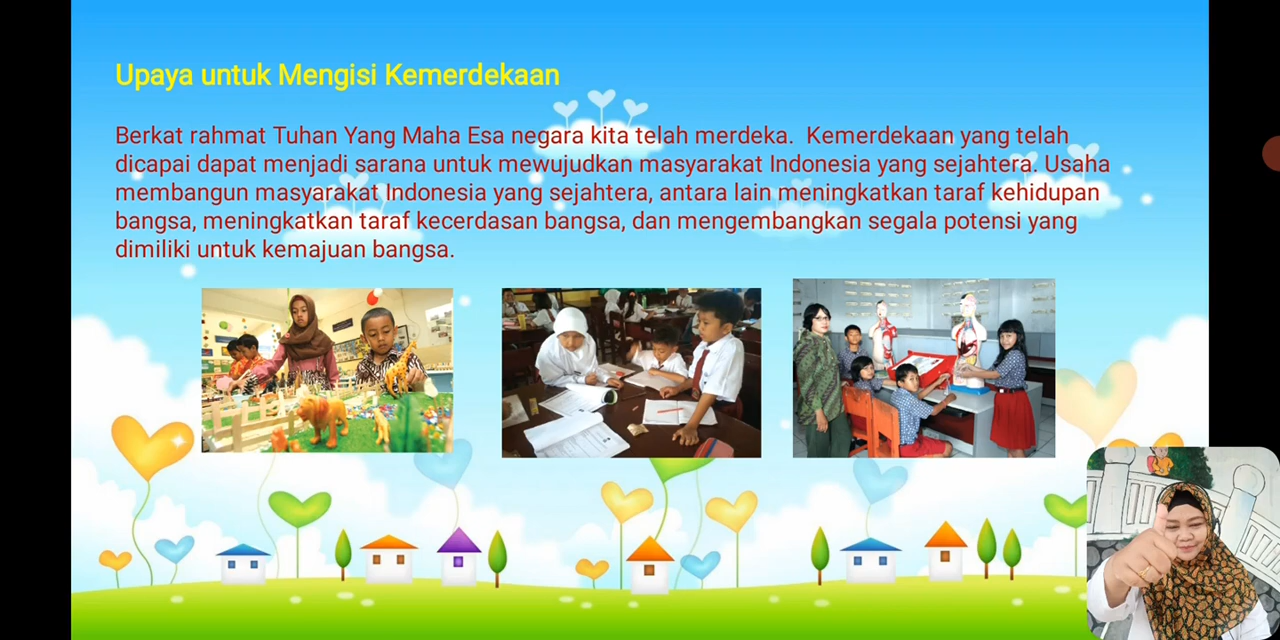 Upaya untuk Mengisi Kemerdekaan
Berkat rahmat Tuhan Yang Maha Esa negara kita telah merdeka.  Kemerdekaan yang telah
dicapai dapat menjadi sarana untuk mewujudkan masyarakat Indonesia yang sejahtera. Usaha
membangun masyarakat Indonesia yang sejahtera, antara lain meningkatkan taraf kehidupan
bangsa, meningkatkan taraf kecerdasan bangsa, dan mengembangkan segala potensi yang
dimiliki untuk kemajuan bangsa.